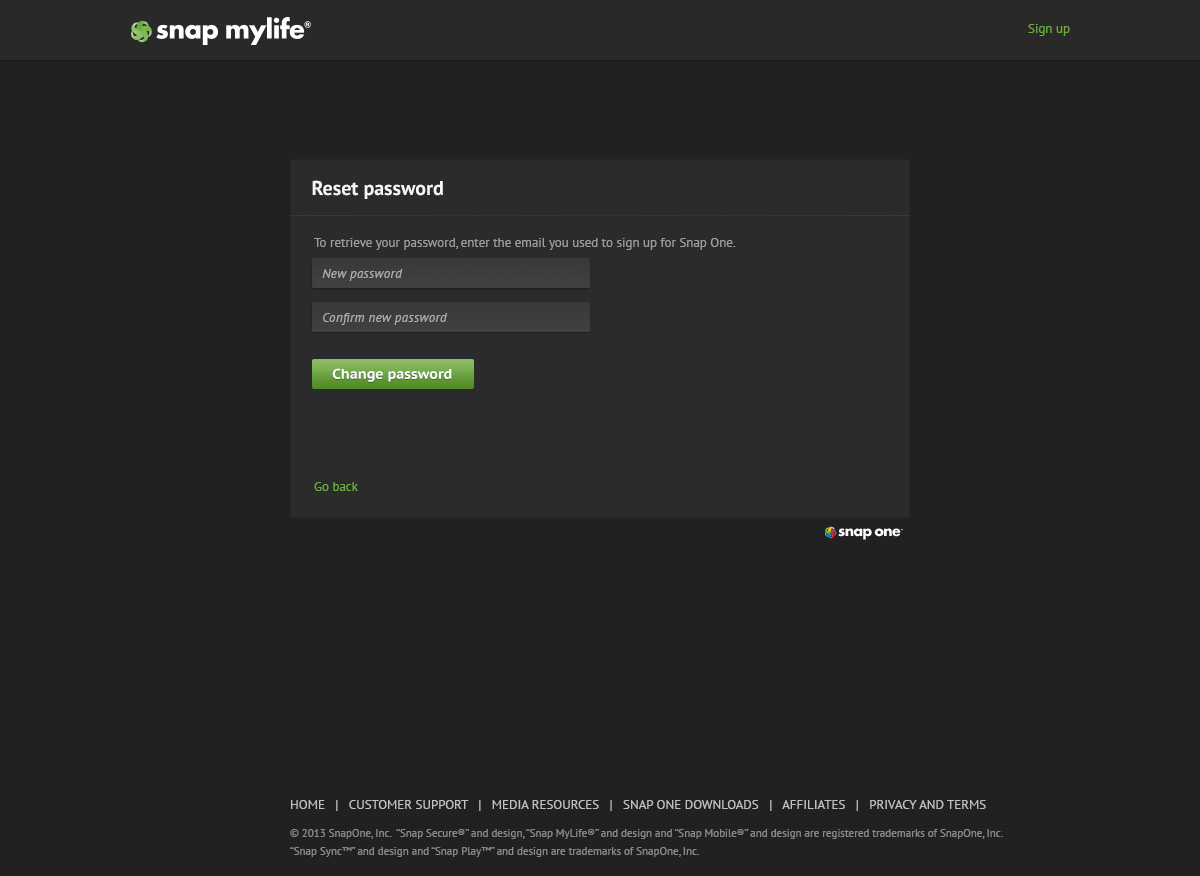 snap mylife®
Sign up
Reset password
To retrieve your password, enter the email you used to sign up for Snap One.
New password
Confirm new password
Change password
Go back
snap one
HOME | CUSTOMER SUPPORT | MEDIA RESOURCES | SNAP ONE DOWNLOADS | AFFILIATES | PRIVACY AND TERMS
© 2013 SnapOne, Inc. “Snap Secure®” and design, “Snap MyLife®” and design and “Snap Mobile®” and design are registered trademarks of SnapOne, Inc.
“Snap Sync™” and design and “Snap Play™” and design are trademarks of SnapOne, Inc.